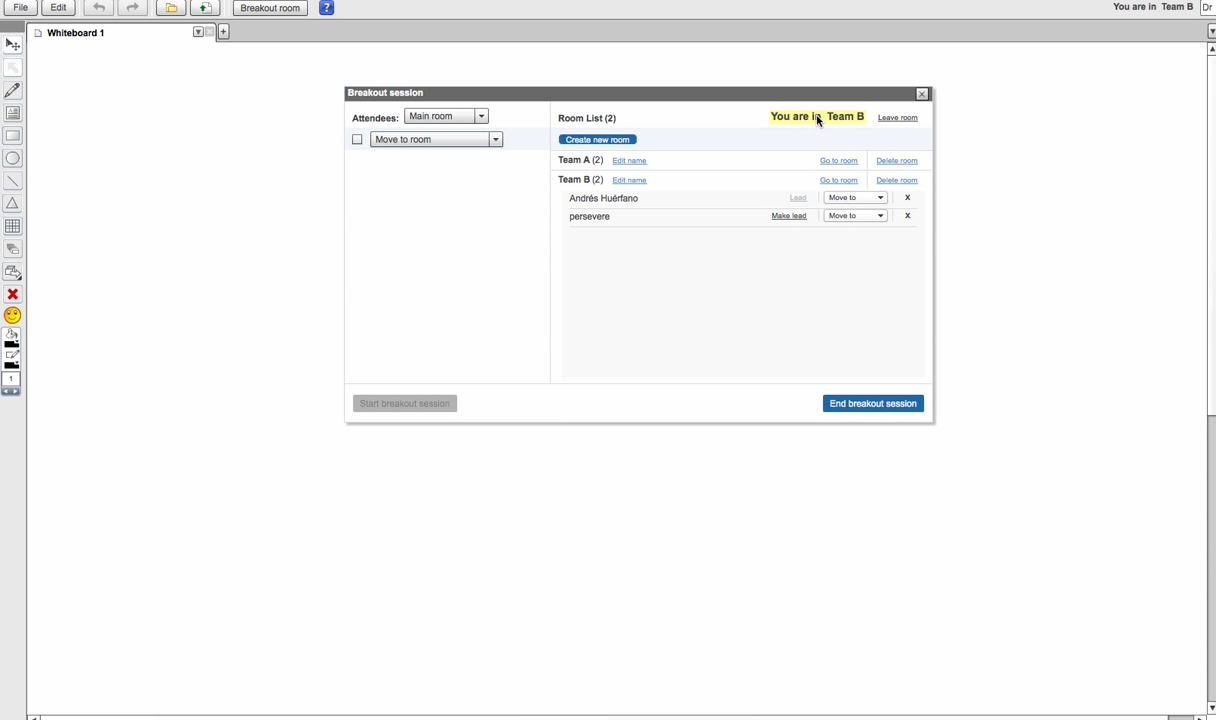 File Edit Breakout room ? You are in Team B Dr
Whiteboard 1 +
Breakout session x
Attendees: Main room Room List (2) You are in Team B Leave room
Move to room Create new room
Team A (2) Edit name Go to room Delete room
Team B (2) Edit name Go to room Delete room
Andrés Huérfano Lead Move to X
persevere Make lead Move to X
Start breakout session End breakout session
1